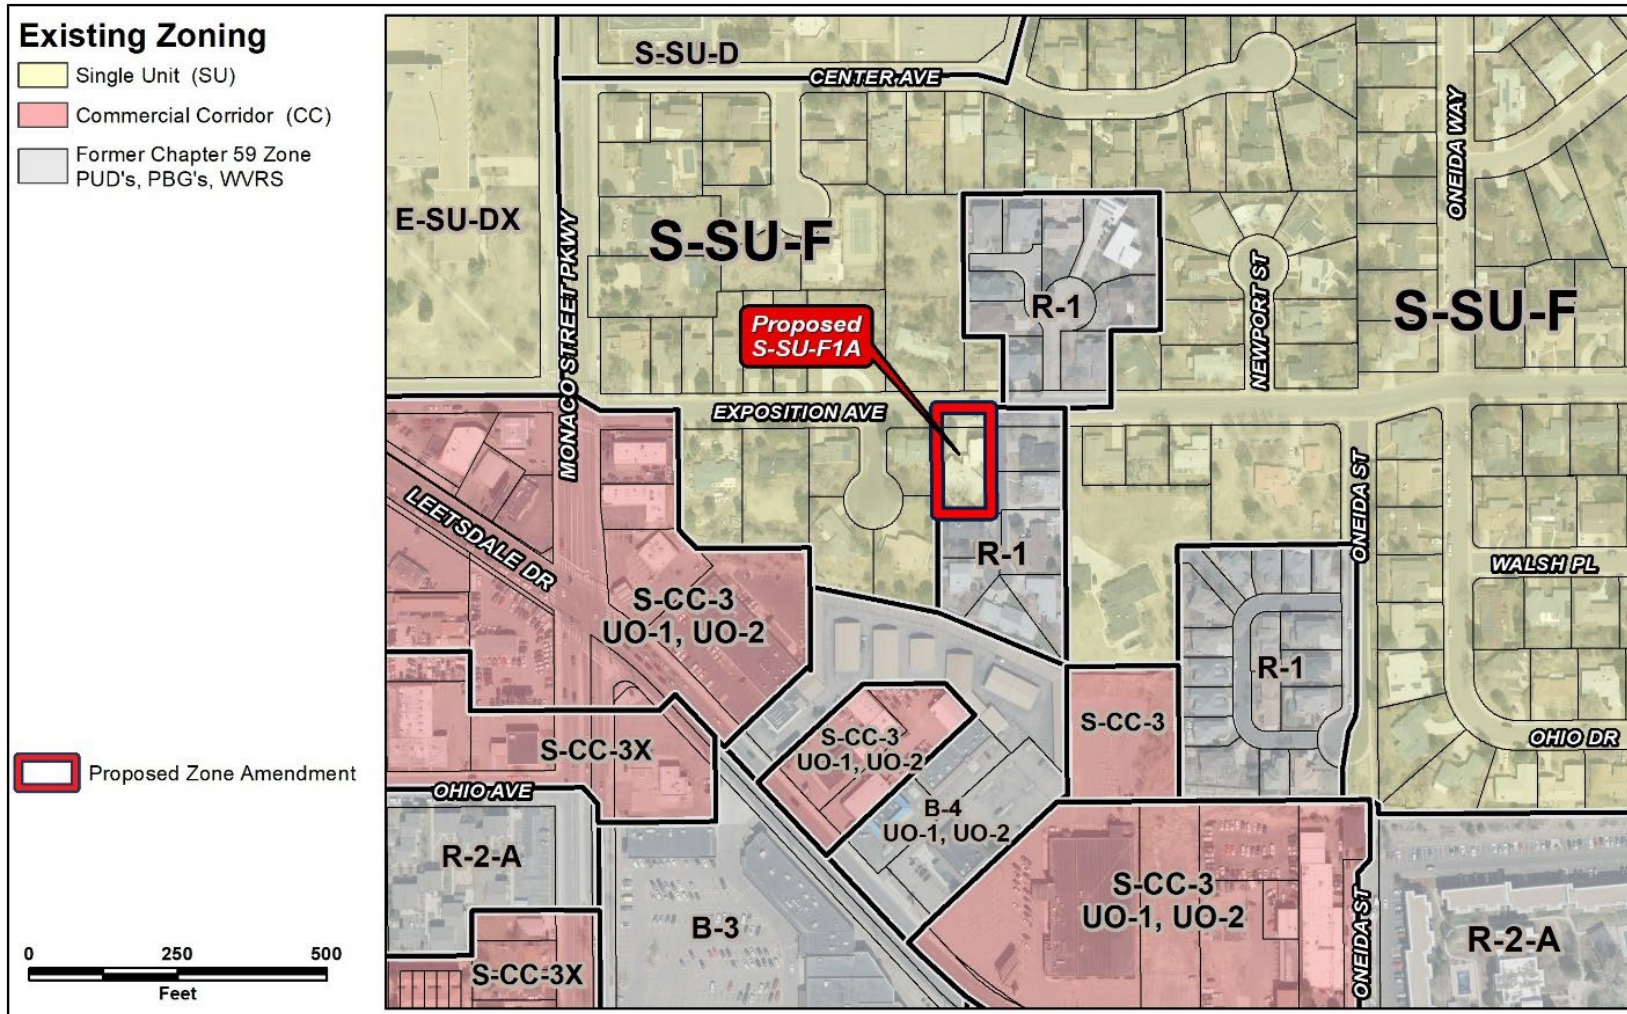 Existing Zoning
Single Unit (SU)
Commercial Corridor (CC)
Former Chapter 59 Zone
PUD's, PBG's, WVRS
Proposed Zone Amendment
0 250 500
Feet
S-SU-D
CENTER AVE
ONEIDA WAY
E-SU-DX
MONACO STREET PKWY
S-SU-F
R-1
NEWPORT ST
S-SU-F
Proposed
S-SU-F1A
EXPOSITION AVE
LEETSDALE DR
R-1
ONEIDA ST
WALSH PL
S-CC-3
UO-1, UO-2
R-1
S-CC-3
S-CC-3X
S-CC-3
UO-1, UO-2
OHIO DR
OHIO AVE
B-4
UO-1, UO-2
R-2-A
S-CC-3
UO-1, UO-2
B-3
ONEIDA ST
R-2-A
S-CC-3X